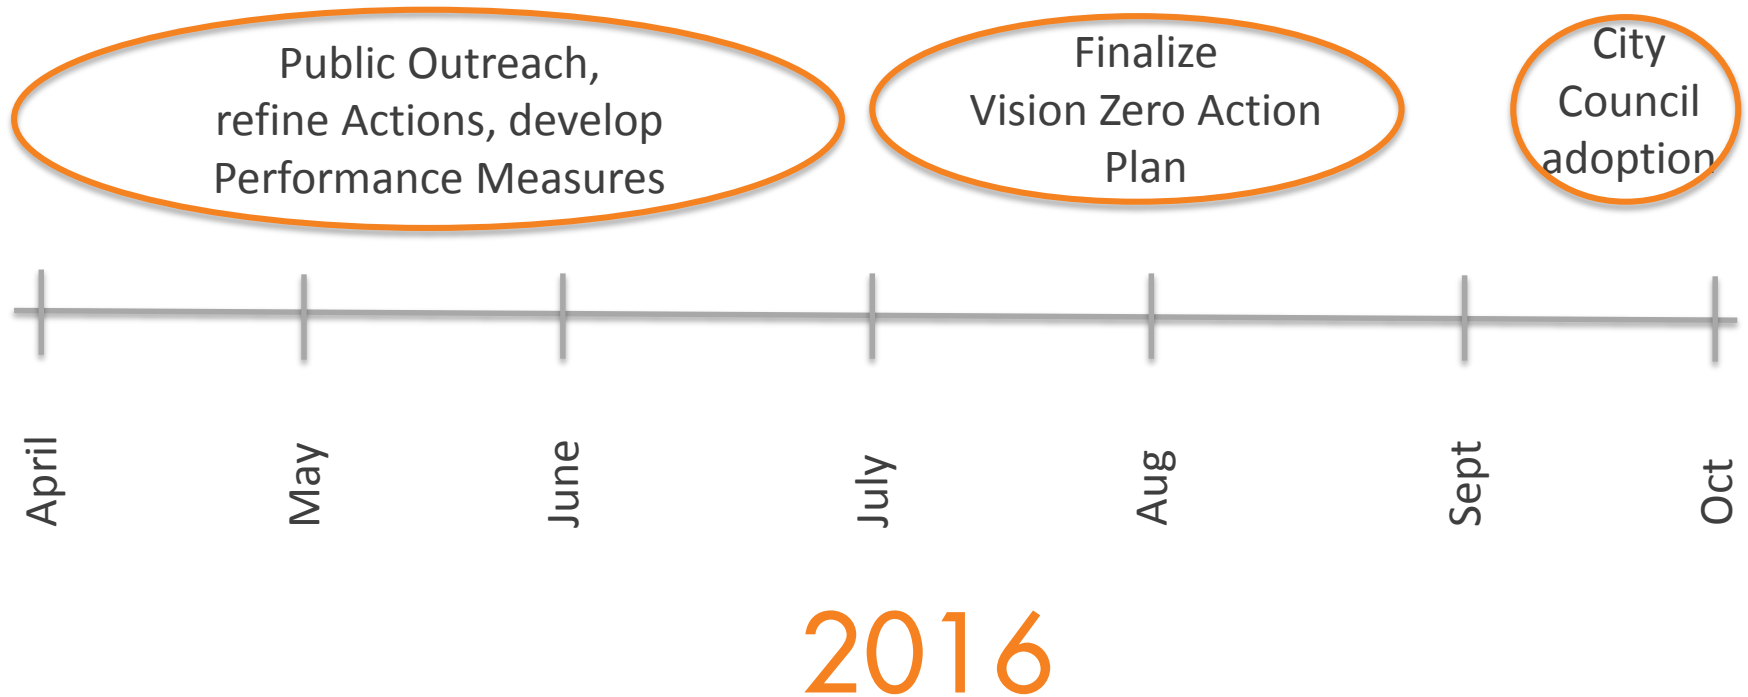 Public Outreach,
refine Actions, develop
Performance Measures
Finalize
Vision Zero Action
Plan
City
Council
adoption
April
May
June
July
Aug
Sept
Oct
2016